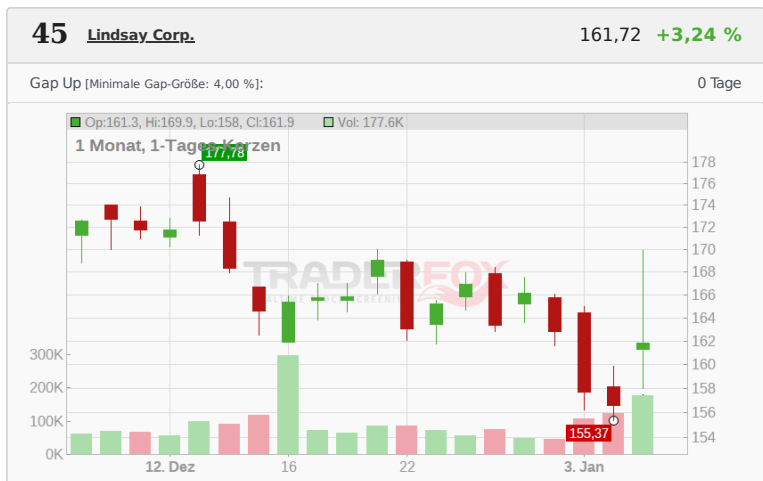 45 Lindsay Corp. 161,72 +3,24 %
Gap Up [Minimale Gap-Größe: 4,00 %]: 0 Tage
Op:161.3, Hi:169.9, Lo:158, Cl:161.9 Vol: 177.6K
1 Monat, 1-Tages-Kerzen
177,78
178
176
174
172
170
168
166
164
162
160
158
156
154
TRADERFOX
300K
200K
100K
0K
155,37
12. Dez 16 22 3. Jan